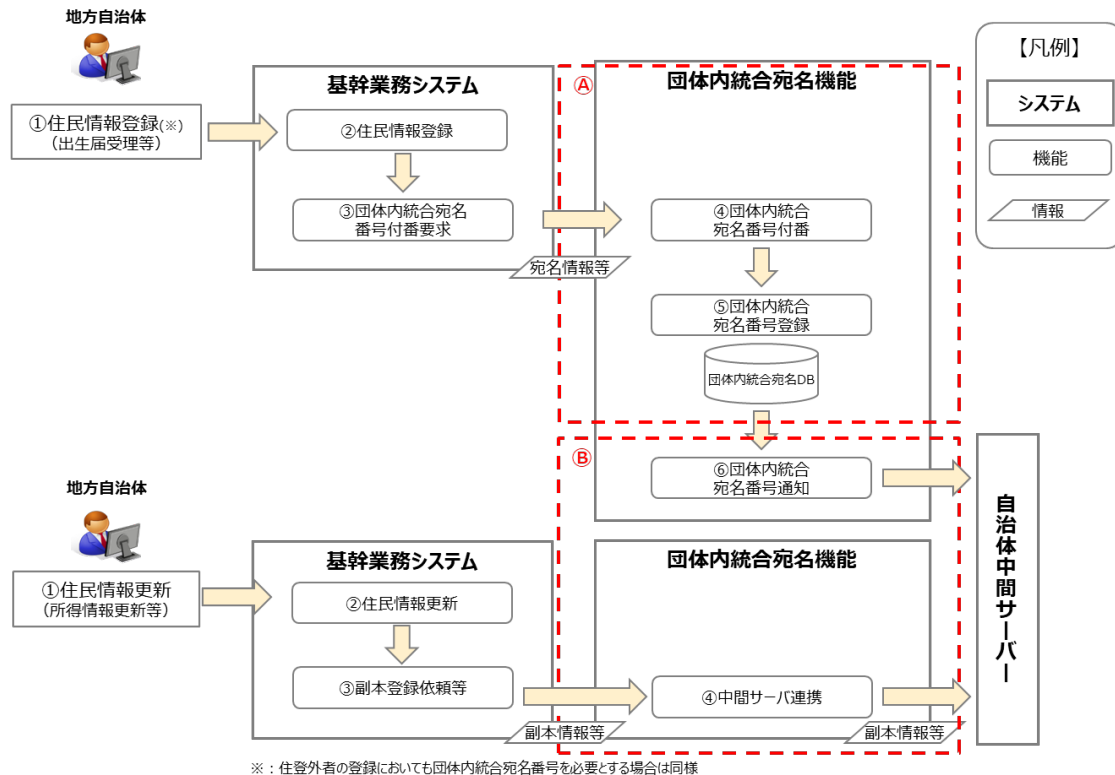 地方自治体
①住民情報登録(※)
（出生届受理等）
基幹業務システム
②住民情報登録
③団体内統合宛名
番号付番要求
宛名情報等
Ⓐ
団体内統合宛名機能
④団体内統合
宛名番号付番
⑤団体内統合
宛名番号登録
団体内統合宛名DB
Ⓑ
⑥団体内統合
宛名番号通知
【凡例】
システム
機能
情報
自治体中間サーバー
地方自治体
①住民情報更新
（所得情報更新等）
基幹業務システム
②住民情報更新
③副本登録依頼等
副本情報等
団体内統合宛名機能
④中間サーバ連携
副本情報等
※：住登外者の登録においても団体内統合宛名番号を必要とする場合は同様